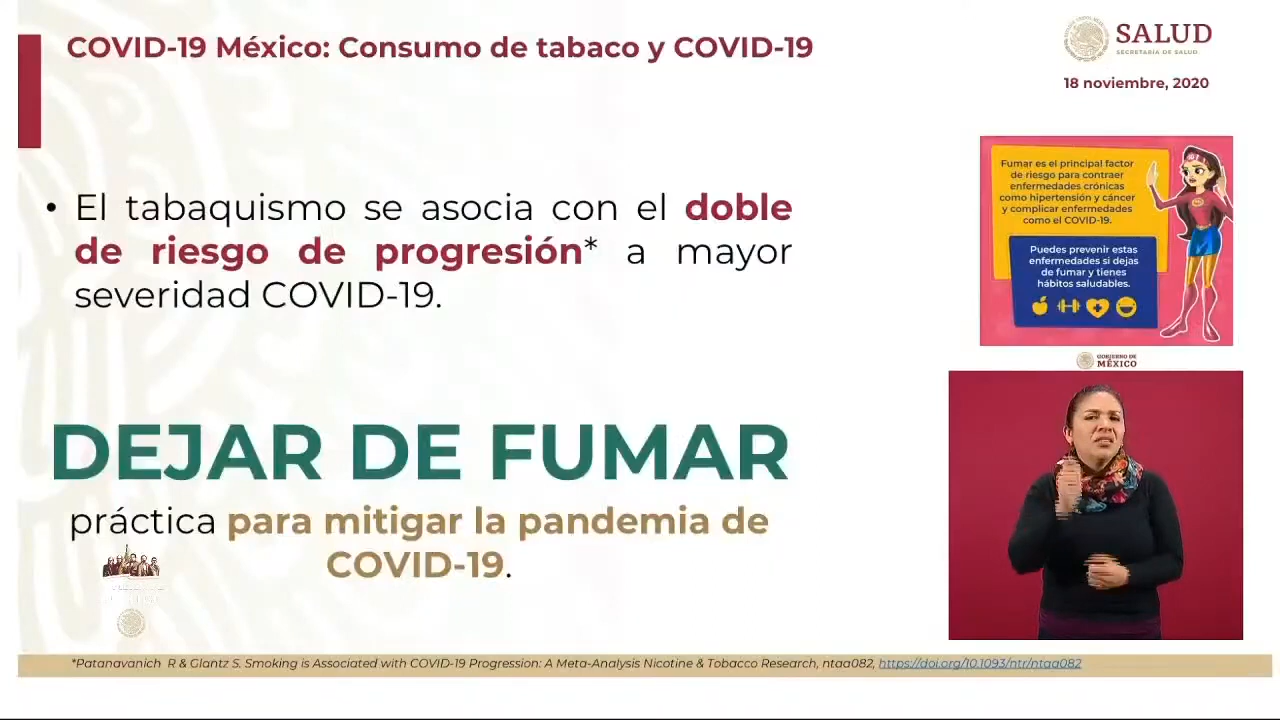 COVID-19 México: Consumo de tabaco y COVID-19
SALUD
SECRETARÍA DE SALUD
18 noviembre, 2020
• El tabaquismo se asocia con el doble
de riesgo de progresión* a mayor
severidad COVID-19.
Fumar es el principal factor
de riesgo para contraer
enfermedades crónicas
como hipertensión y cáncer
y complicar enfermedades
como el COVID-19.
Puedes prevenir estas
enfermedades si dejas
de fumar y tienes
hábitos saludables.
GOBIERNO DE
MÉXICO
DEJAR DE FUMAR
práctica para mitigar la pandemia de
COVID-19.
*Patanavanich R & Glantz S. Smoking is Associated with COVID-19 Progression: A Meta-Analysis Nicotine & Tobacco Research, ntaa082, https://doi.org/10.1093/ntr/ntaa082